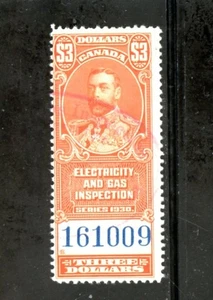 DOLLARS
$3 CANADA $3
ELECTRICITY
AND GAS
INSPECTION
SERIES 1930.
161009
THREE
DOLLARS